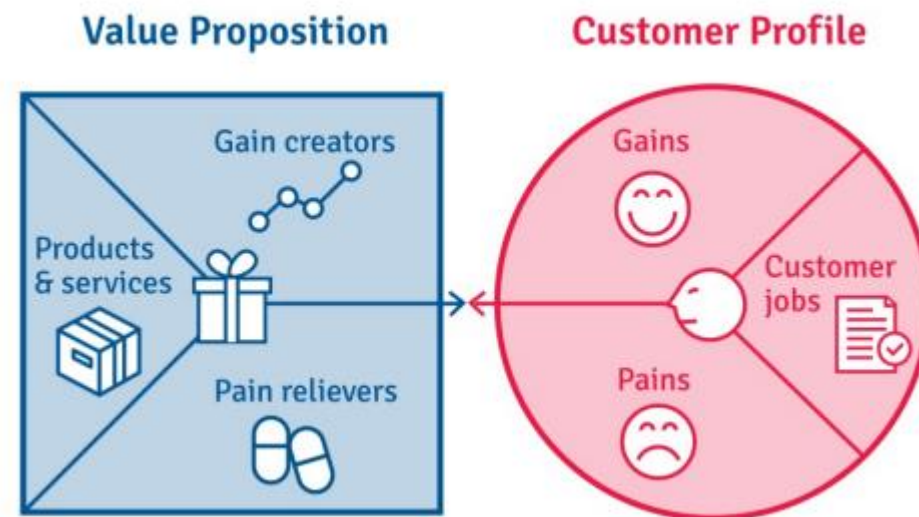 Value Proposition
Customer Profile
Gain creators
Products
& services
Pain relievers
Gains
Customer
jobs
Pains